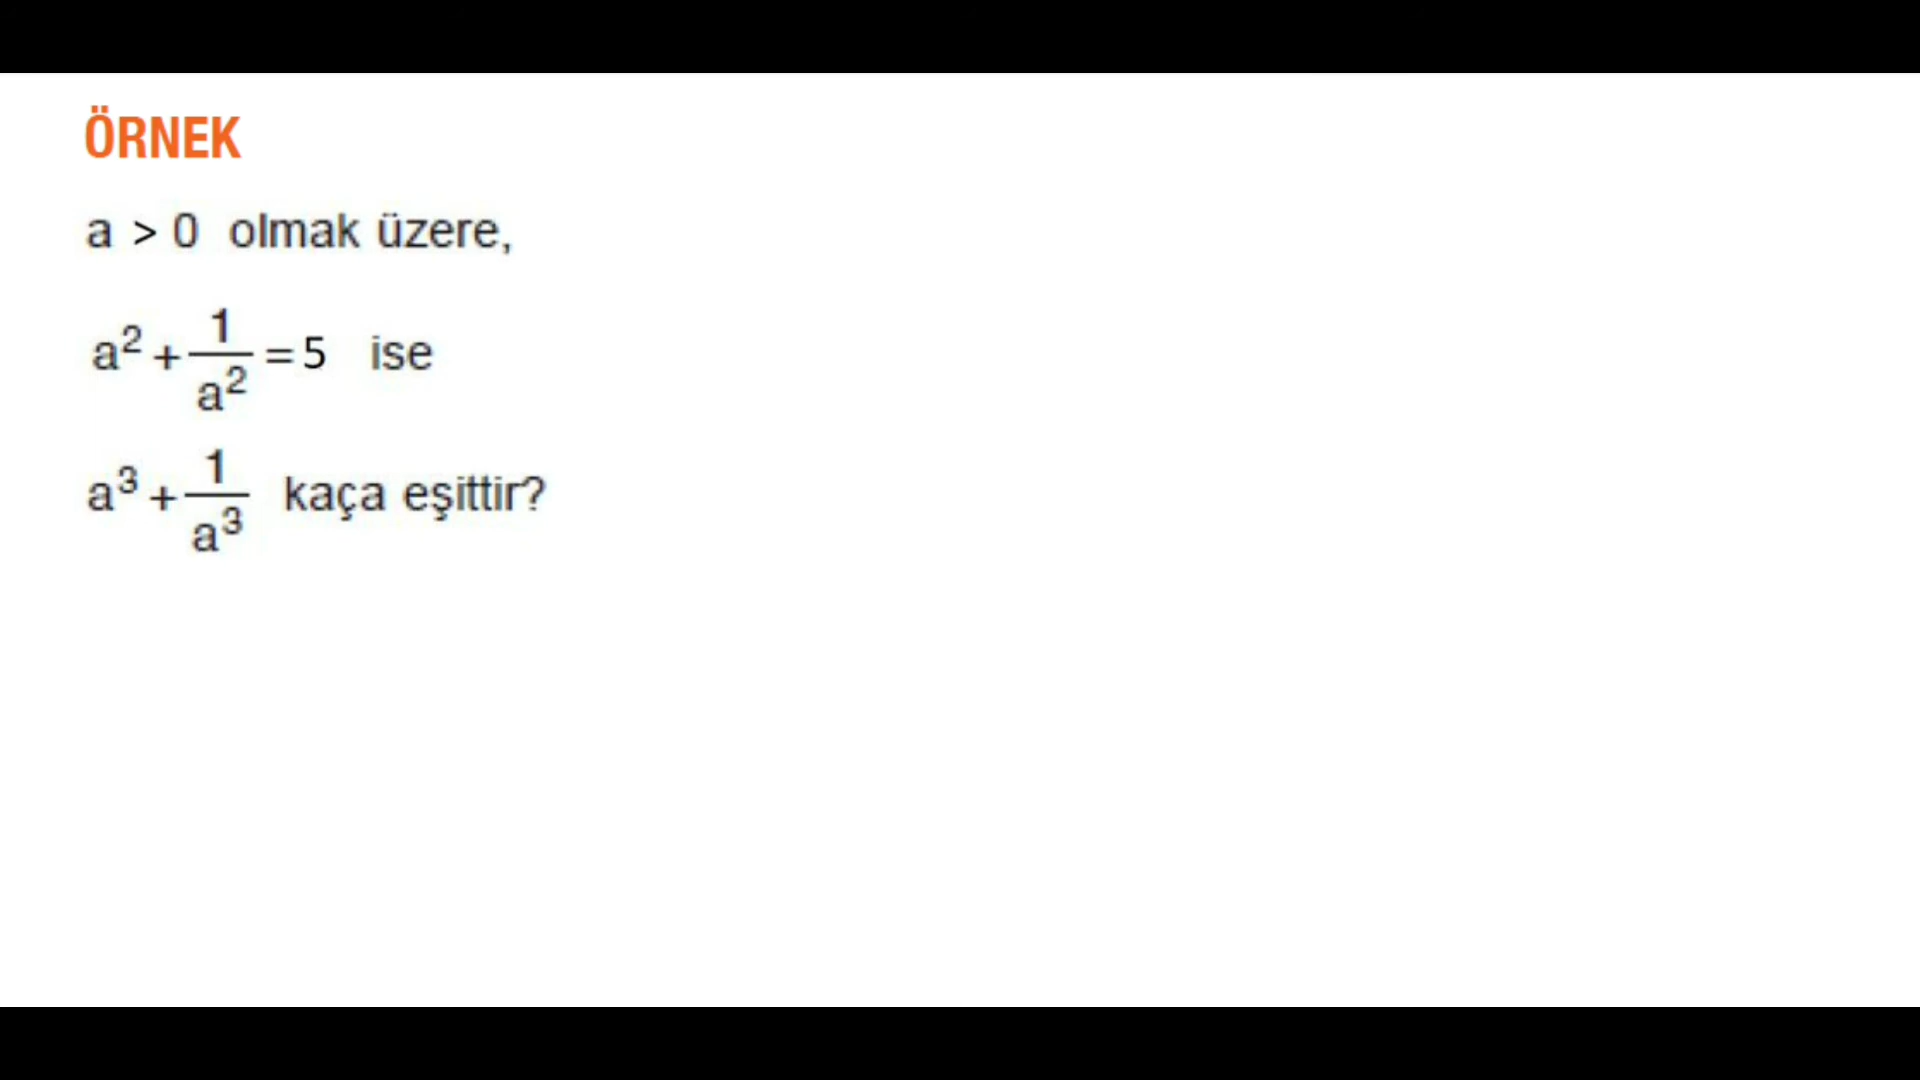 ÖRNEK
a > 0 olmak üzere,
a² + 1/a² = 5 ise
a³ + 1/a³ kaça eşittir?